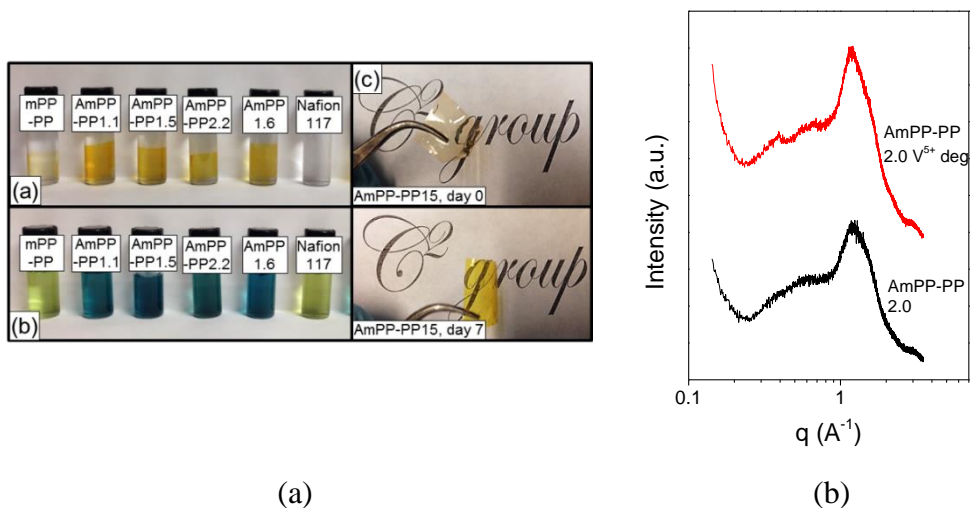 mPP
-PP
AmPP
-PP1.1
AmPP
-PP1.5
AmPP
-PP2.2
AmPP
1.6
Nafion
117
(a)
(c)
C² group
AmPP-PP15, day 0
mPP
-PP
AmPP
-PP1.1
AmPP
-PP1.5
AmPP
-PP2.2
AmPP
1.6
Nafion
117
(b)
C² group
AmPP-PP15, day 7
Intensity (a.u.)
AmPP-PP
2.0 V⁵⁺ deg
AmPP-PP
2.0
0.1
1
q (A⁻¹)
(a)
(b)